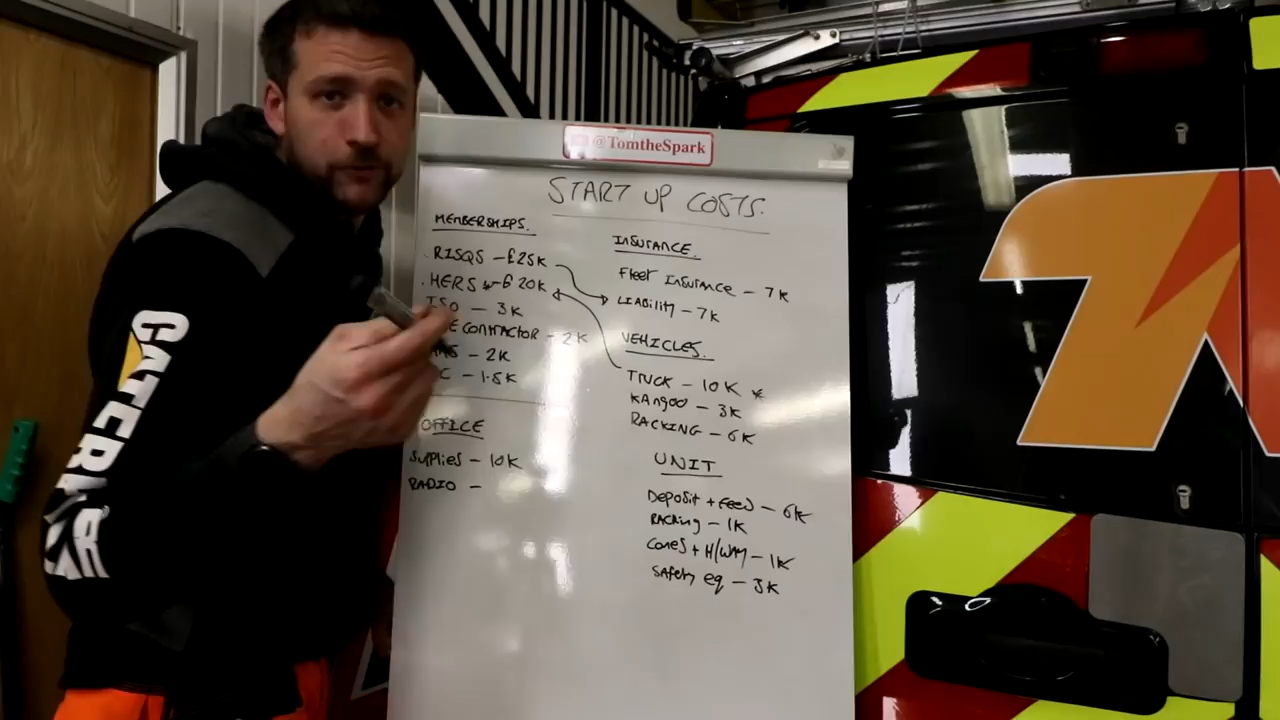 @TomtheSpark
START UP COSTS.
MEMBERSHIPS.
. RISQS - £25K
. HERS - £20K
ISO - 3K
CONTRACTOR - 2K
- 2K
C - 1.5K
OFFICE
SUPPLIES - 10K
RADIO -
INSURANCE.
FLEET INSURANCE - 7K
LIABILITY - 7K
VEHICLES.
TRUCK - 10K *
KANGOO - 3K
RACKING - 6K
UNIT
DEPOSIT + FEED - 6K
RACKING - 1K
CONES + H/WAY - 1K
SAFETY EQ - 3K
CATERP